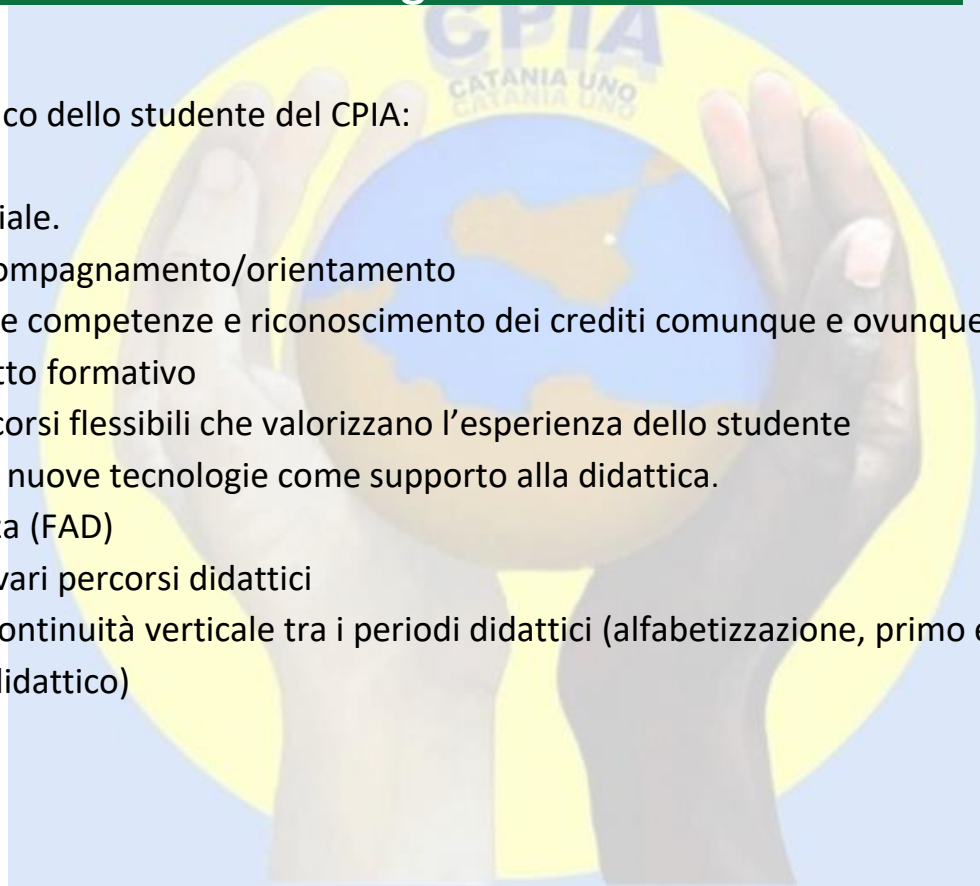 CPIA
CATANIA UNO
co dello studente del CPIA:
iale.
ompagnamento/orientamento
e competenze e riconoscimento dei crediti comunque e ovunque
tto formativo
corsi flessibili che valorizzano l’esperienza dello studente
nuove tecnologie come supporto alla didattica.
za (FAD)
vari percorsi didattici
ontinuità verticale tra i periodi didattici (alfabetizzazione, primo e
didattico)